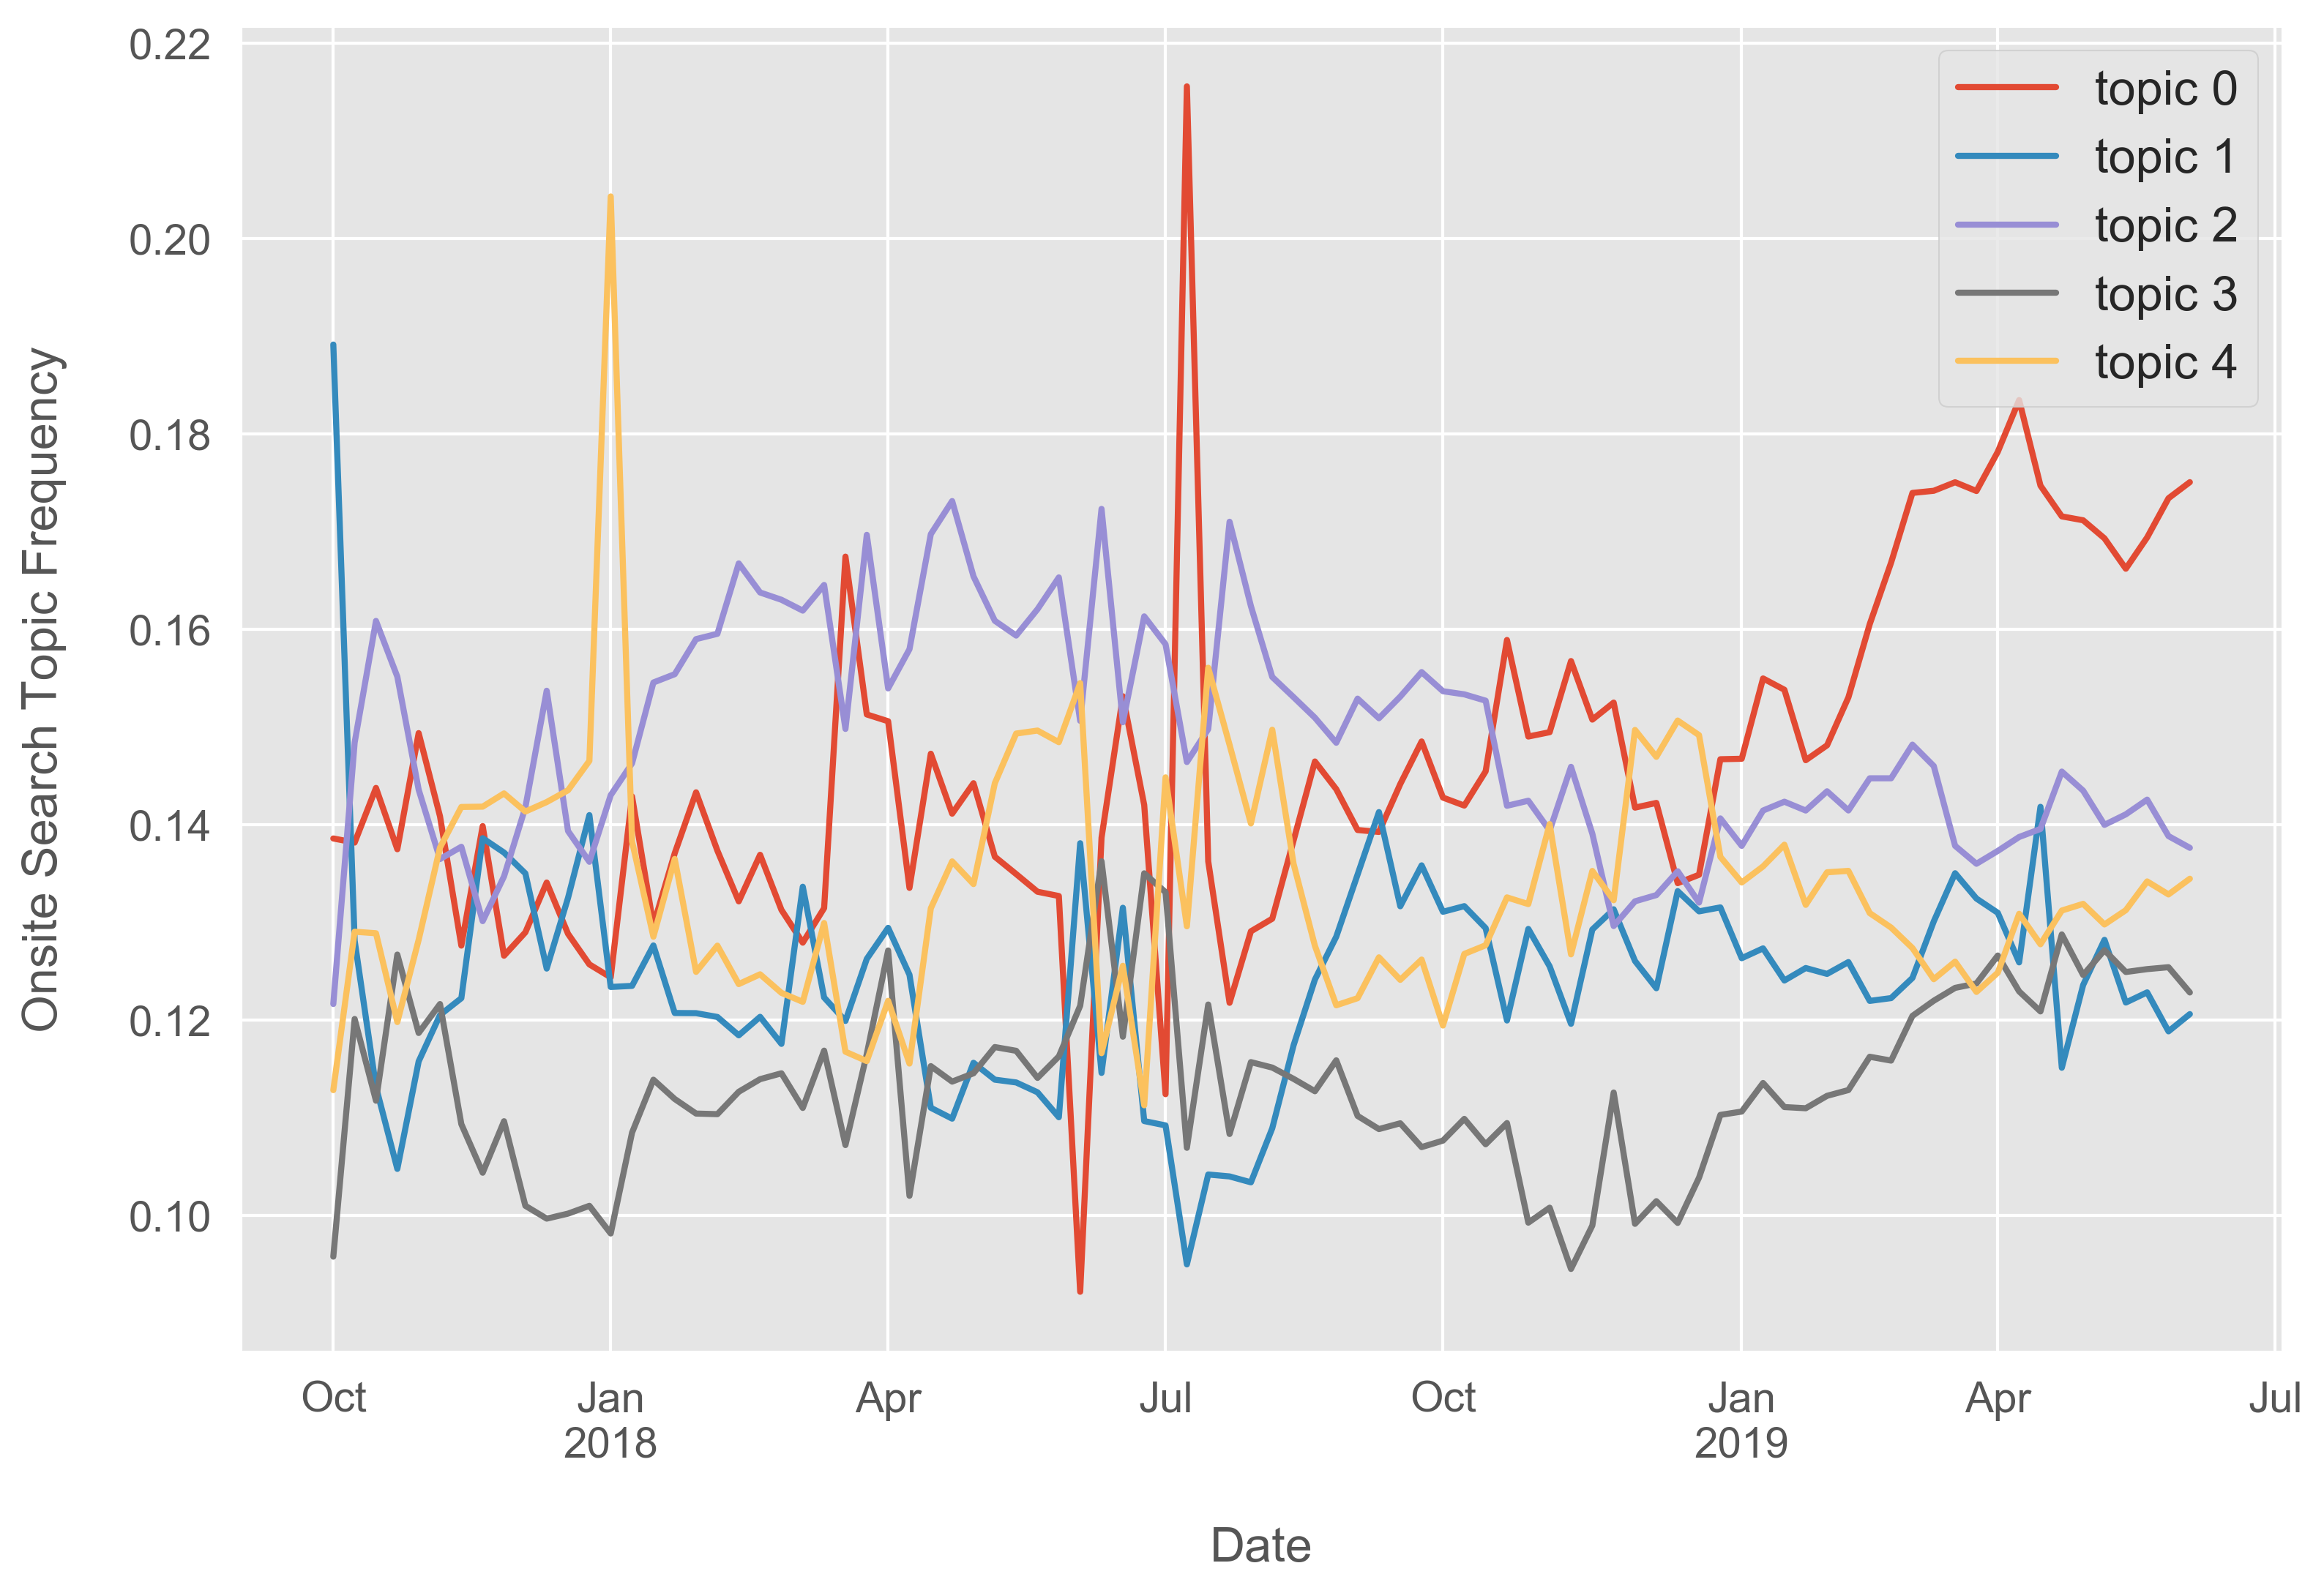 Onsite Search Topic Frequency
0.22
0.20
0.18
0.16
0.14
0.12
0.10
topic 0
topic 1
topic 2
topic 3
topic 4
Oct Jan Apr Jul Oct Jan Apr Jul
2018 2019
Date